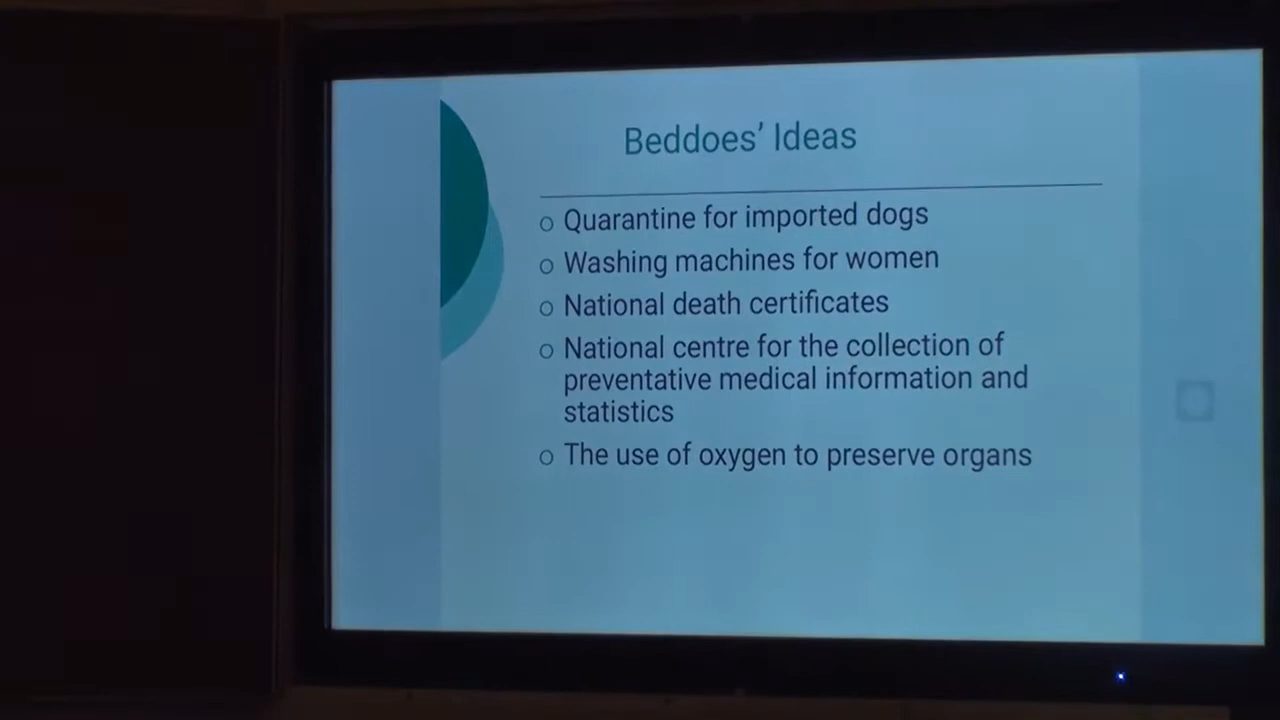 Beddoes’ Ideas
o Quarantine for imported dogs
o Washing machines for women
o National death certificates
o National centre for the collection of
preventative medical information and
statistics
o The use of oxygen to preserve organs